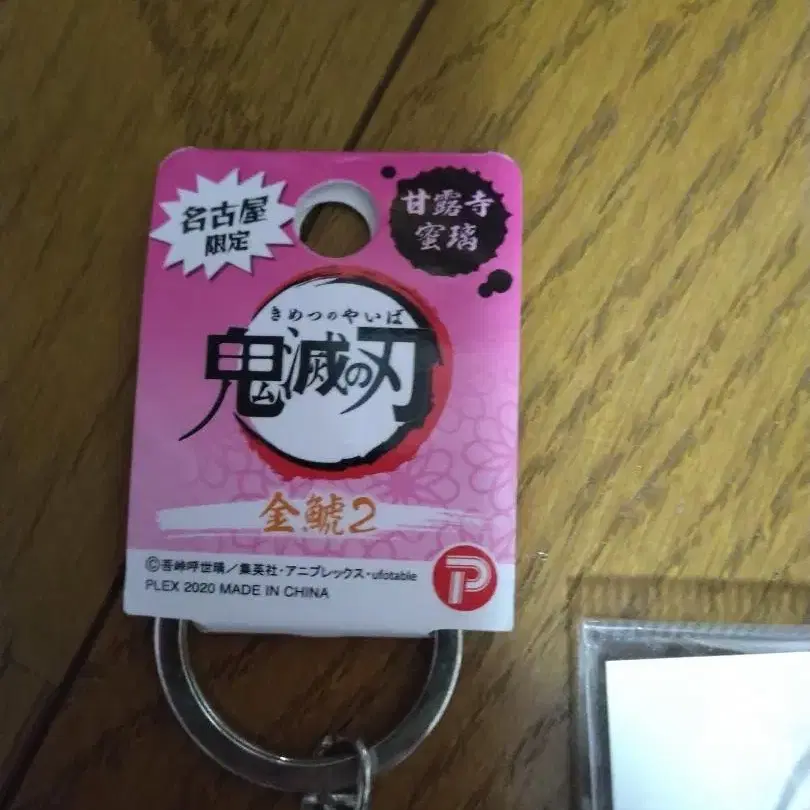 名古屋
限定
甘露寺
蜜璃
きめつのやいば
鬼滅の刃
金鯱2
©吾峠呼世晴／集英社・アニプレックス・ufotable
PLEX 2020 MADE IN CHINA
P